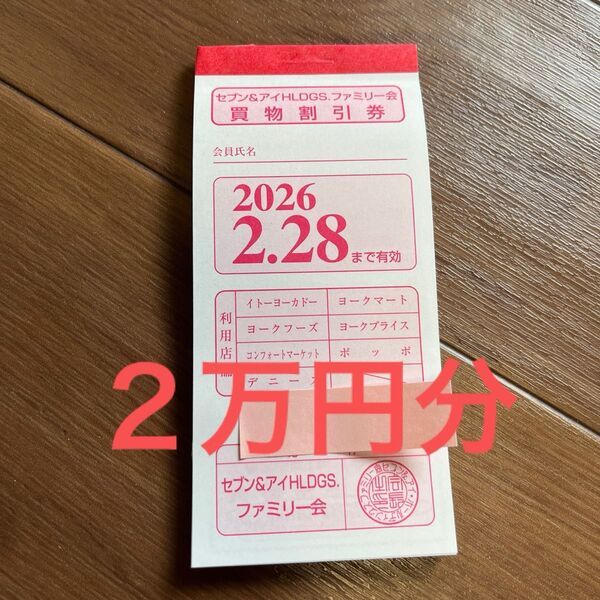 セブン&アイHLDGS.ファミリー会
買物割引券
会員氏名
2026
2.28まで有効
利用店
イトーヨーカドー ヨークマート
ヨークフーズ ヨークプライス
コンフォートマーケット ポッポ
デニーズ
２万円分
セブン&アイHLDGS.
ファミリー会